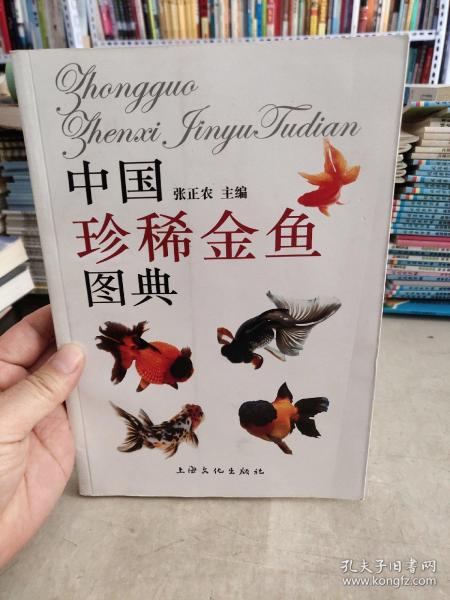 Zhongguo
Zhenxi JinyuTudian
中国
张正农 主编
珍稀金鱼
图典
上海文化出版社
孔夫子旧书网
www.kongfz.com